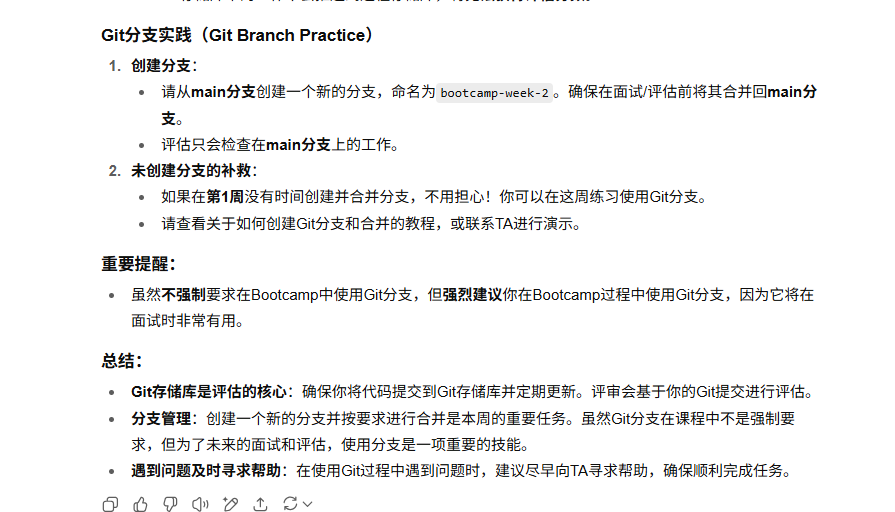 Git分支实践（Git Branch Practice）
1. 创建分支：
请从main分支创建一个新的分支，命名为 bootcamp-week-2 。确保在面试/评估前将其合并回main分
支。
评估只会检查在main分支上的工作。
2. 未创建分支的补救：
如果在第1周没有时间创建并合并分支，不用担心！你可以在这周练习使用Git分支。
请查看关于如何创建Git分支和合并的教程，或联系TA进行演示。
重要提醒：
虽然不强制要求在Bootcamp中使用Git分支，但强烈建议你在Bootcamp过程中使用Git分支，因为它将在
面试时非常有用。
总结：
Git存储库是评估的核心：确保你将代码提交到Git存储库并定期更新。评审会基于你的Git提交进行评估。
分支管理：创建一个新的分支并按要求进行合并是本周的重要任务。虽然Git分支在课程中不是强制要
求，但为了未来的面试和评估，使用分支是一项重要的技能。
遇到问题及时寻求帮助：在使用Git过程中遇到问题时，建议尽早向TA寻求帮助，确保顺利完成任务。